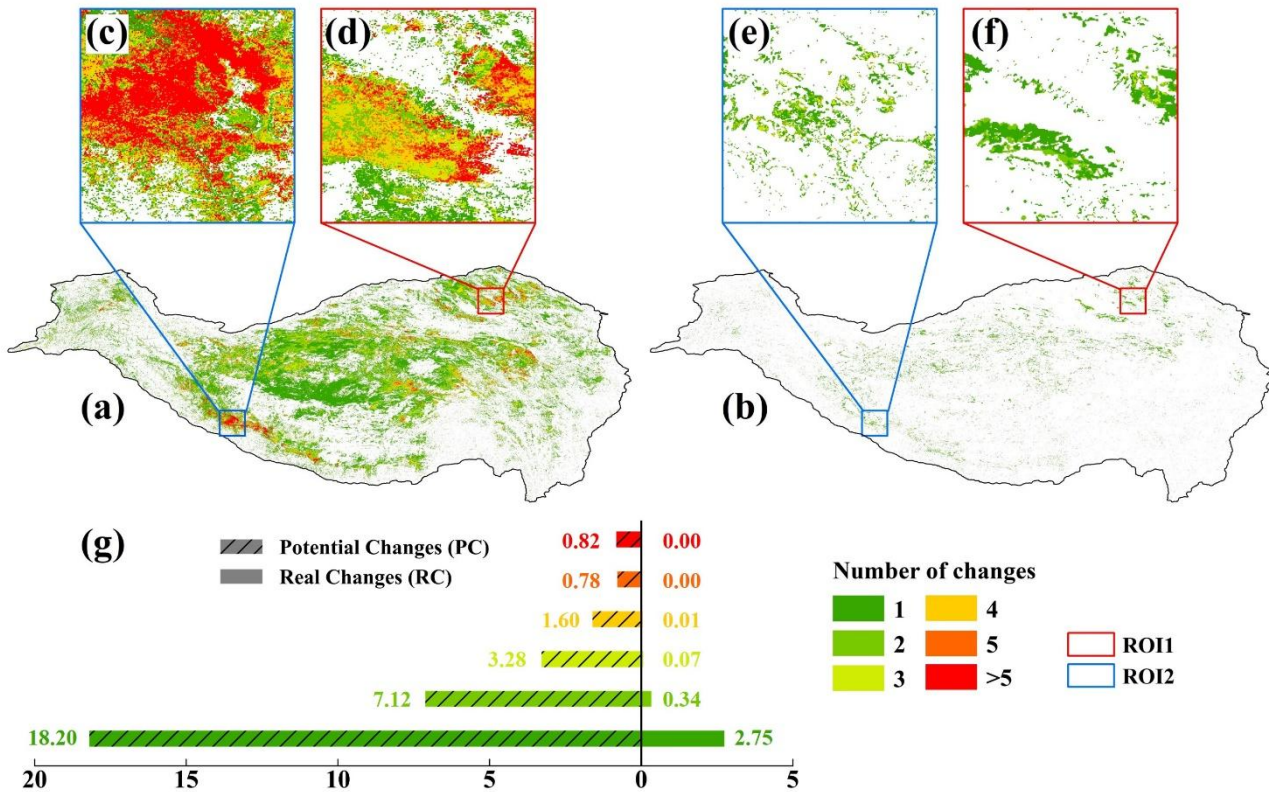 (c)
(d)
(e)
(f)
(a)
(b)
(g)
Potential Changes (PC)
Real Changes (RC)
0.82 0.00
0.78 0.00
1.60 0.01
3.28 0.07
7.12 0.34
18.20 2.75
20 15 10 5 0 5
Number of changes
1 4
2 5
3 >5
ROI1
ROI2